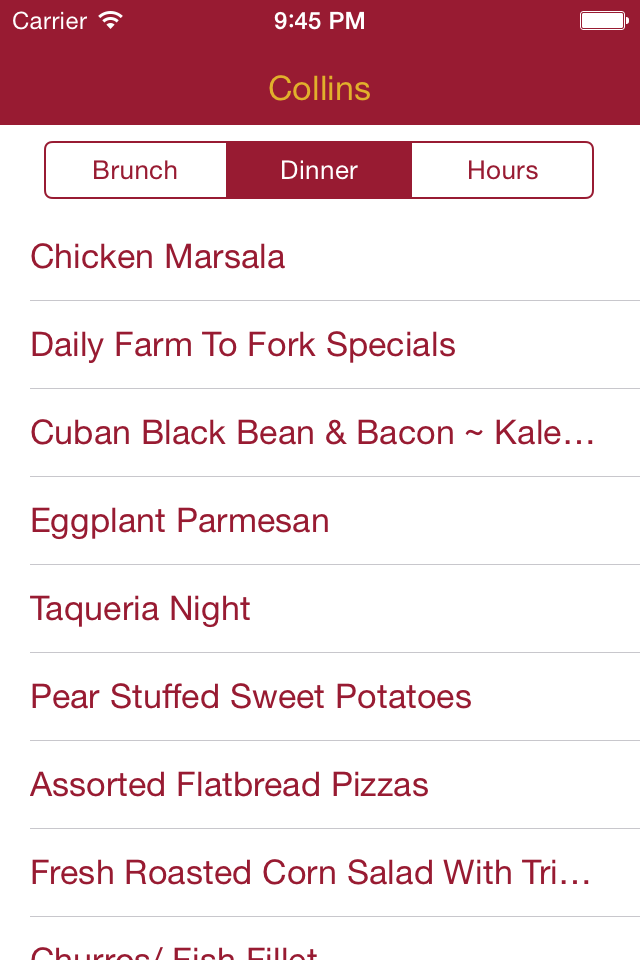 Carrier 9:45 PM
Collins
Brunch Dinner Hours
Chicken Marsala
Daily Farm To Fork Specials
Cuban Black Bean & Bacon ~ Kale…
Eggplant Parmesan
Taqueria Night
Pear Stuffed Sweet Potatoes
Assorted Flatbread Pizzas
Fresh Roasted Corn Salad With Tri…
Churros/ Fish Fillet